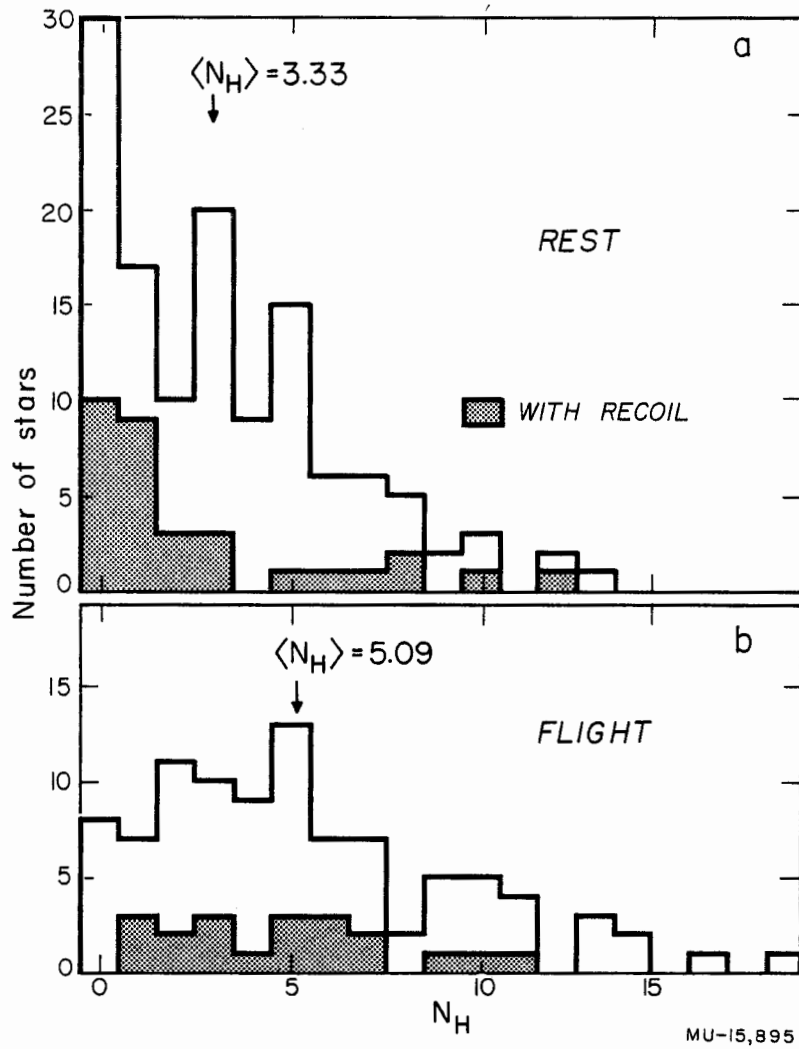 30
25
20
15
10
5
0
Number of stars
a
⟨N_H⟩ = 3.33
REST
WITH RECOIL
b
⟨N_H⟩ = 5.09
FLIGHT
15
10
5
0
0
5
10
15
N_H
MU-15,895